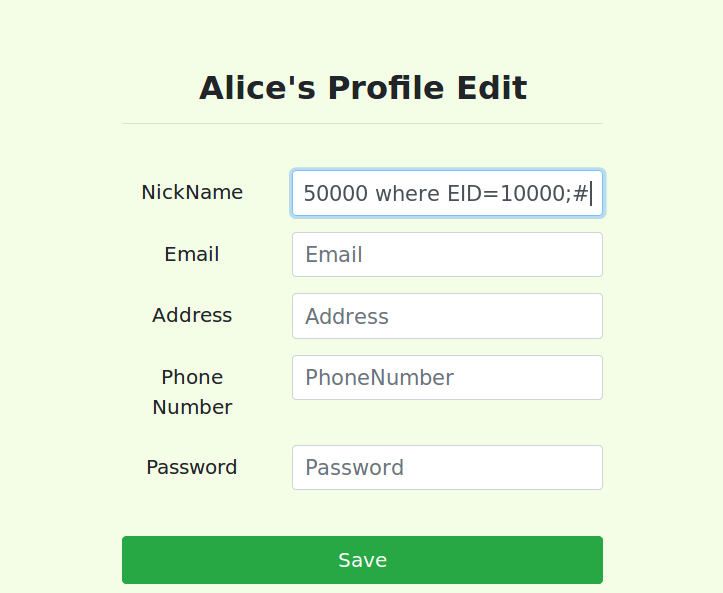 Alice's Profile Edit
NickName
50000 where EID=10000;#
Email
Email
Address
Address
Phone
Number
PhoneNumber
Password
Password
Save